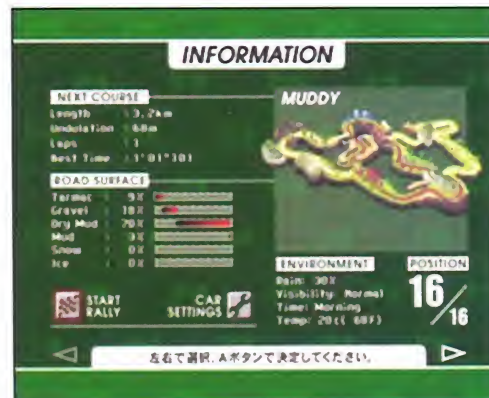 INFORMATION
NEXT COURSE
Length : 3.2km
Undulation : 68m
Laps : 1
Best Time : 1'01"101
ROAD SURFACE
Tarmac : 9%
Gravel : 18%
Dry Mud : 70%
Mud : 3%
Snow : 0%
Ice : 0%
START RALLY
CAR SETTINGS
MUDDY
ENVIRONMENT
Rain: 30%
Visibility: Normal
Time: Morning
Temp: 20C( 68F)
POSITION
16/16
左右で選択、Aボタンで決定してください。